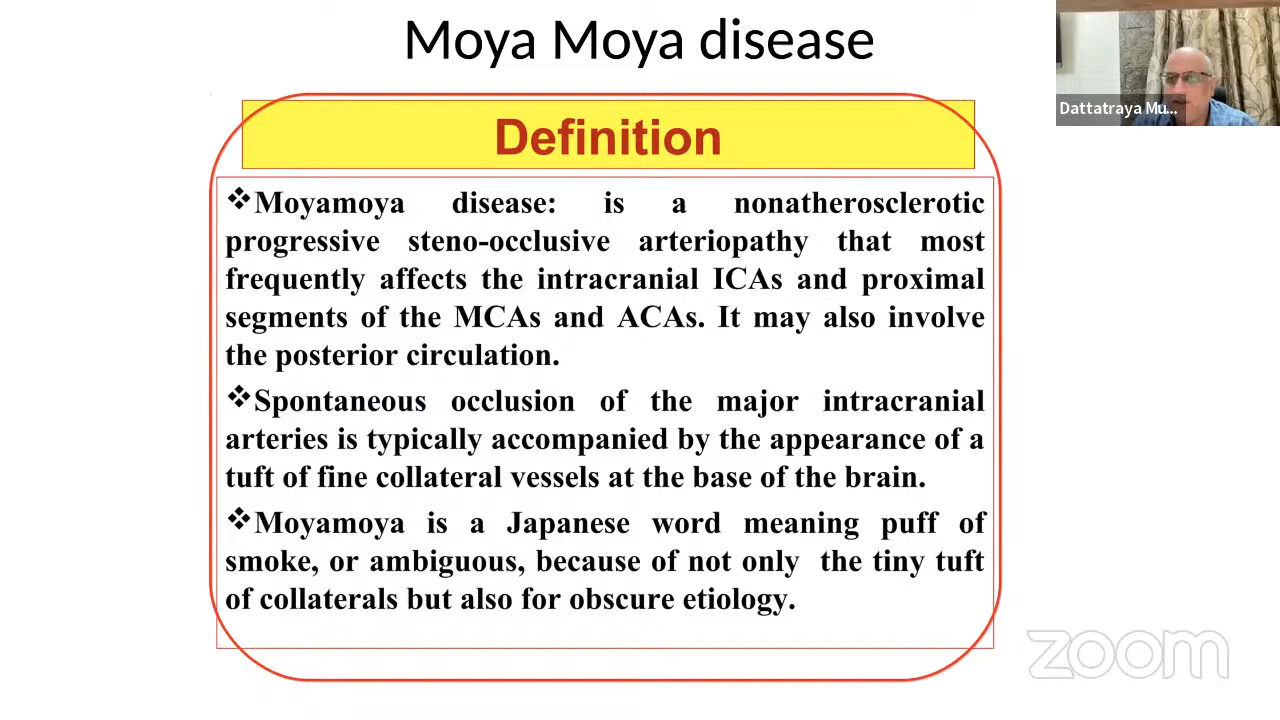 Moya Moya disease
Dattatraya Mu...
Definition
❖Moyamoya disease: is a nonatherosclerotic
progressive steno-occlusive arteriopathy that most
frequently affects the intracranial ICAs and proximal
segments of the MCAs and ACAs. It may also involve
the posterior circulation.
❖Spontaneous occlusion of the major intracranial
arteries is typically accompanied by the appearance of a
tuft of fine collateral vessels at the base of the brain.
❖Moyamoya is a Japanese word meaning puff of
smoke, or ambiguous, because of not only the tiny tuft
of collaterals but also for obscure etiology.
zoom